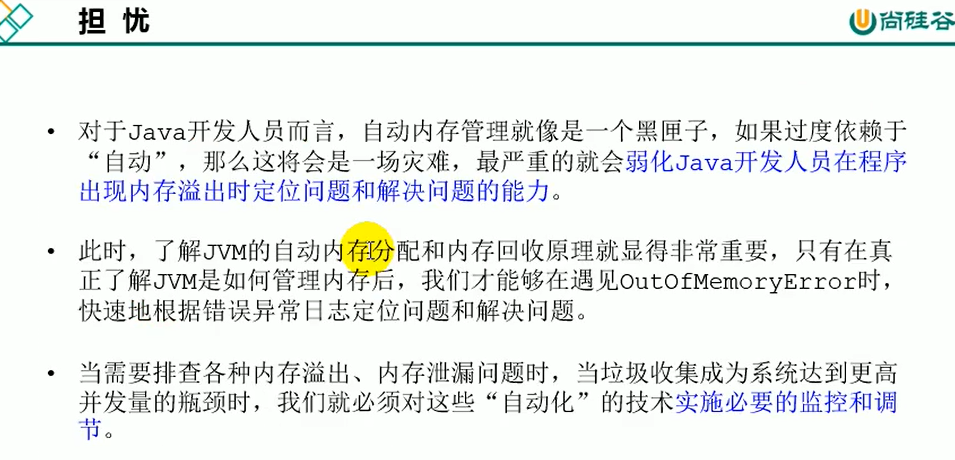 担 忧
尚硅谷
• 对于Java开发人员而言，自动内存管理就像是一个黑匣子，如果过度依赖于
“自动”，那么这将会是一场灾难，最严重的就会弱化Java开发人员在程序
出现内存溢出时定位问题和解决问题的能力。
• 此时，了解JVM的自动内存分配和内存回收原理就显得非常重要，只有在真
正了解JVM是如何管理内存后，我们才能够在遇见OutOfMemoryError时，
快速地根据错误异常日志定位问题和解决问题。
• 当需要排查各种内存溢出、内存泄漏问题时，当垃圾收集成为系统达到更高
并发量的瓶颈时，我们就必须对这些“自动化”的技术实施必要的监控和调
节。